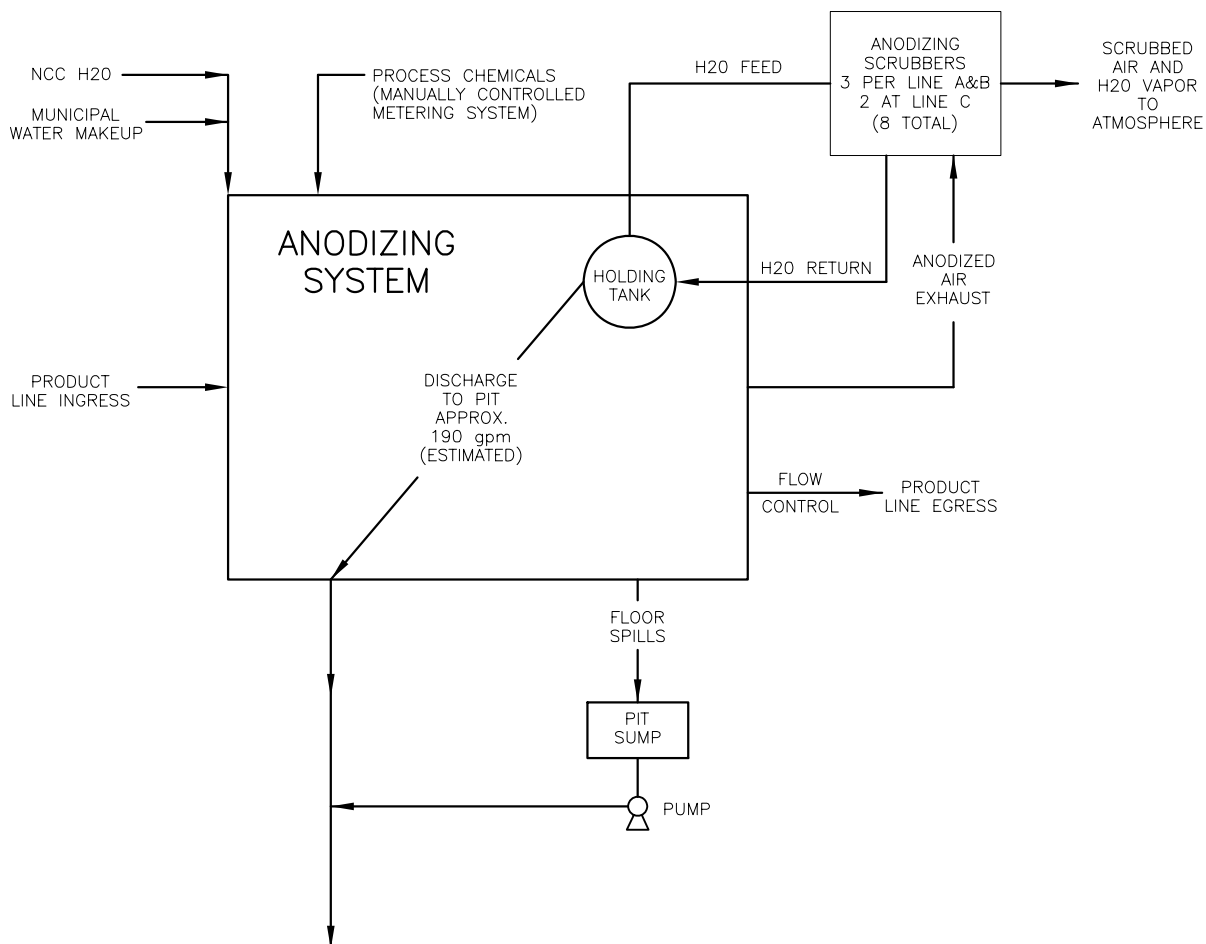 NCC H20
MUNICIPAL
WATER MAKEUP
PROCESS CHEMICALS
(MANUALLY CONTROLLED
METERING SYSTEM)
H20 FEED
ANODIZING
SCRUBBERS
3 PER LINE A&B
2 AT LINE C
(8 TOTAL)
SCRUBBED
AIR AND
H20 VAPOR
TO
ATMOSPHERE
ANODIZING
SYSTEM
HOLDING
TANK
H20 RETURN
ANODIZED
AIR
EXHAUST
PRODUCT
LINE INGRESS
DISCHARGE
TO PIT
APPROX.
190 gpm
(ESTIMATED)
FLOW
CONTROL
PRODUCT
LINE EGRESS
FLOOR
SPILLS
PIT
SUMP
PUMP